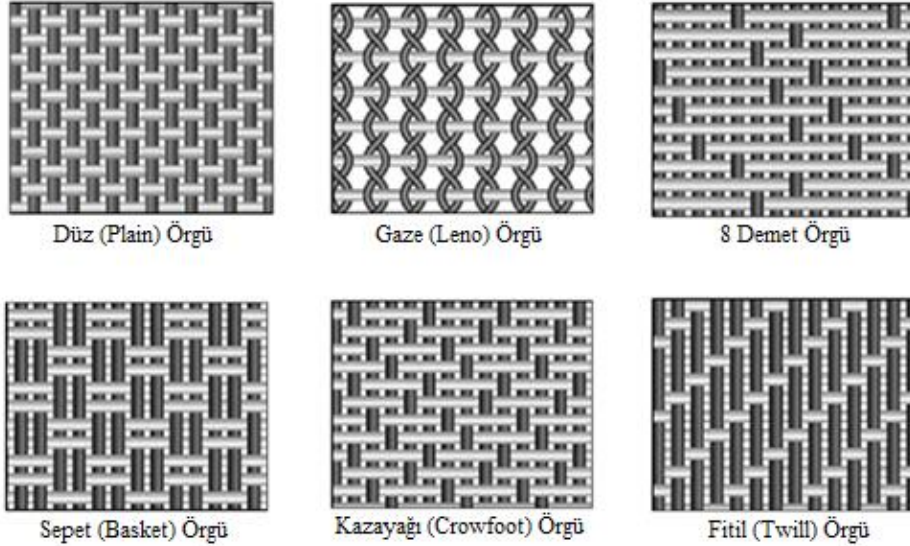 Düz (Plain) Örgü
Gaze (Leno) Örgü
8 Demet Örgü
Sepet (Basket) Örgü
Kazayağı (Crowfoot) Örgü
Fitil (Twill) Örgü